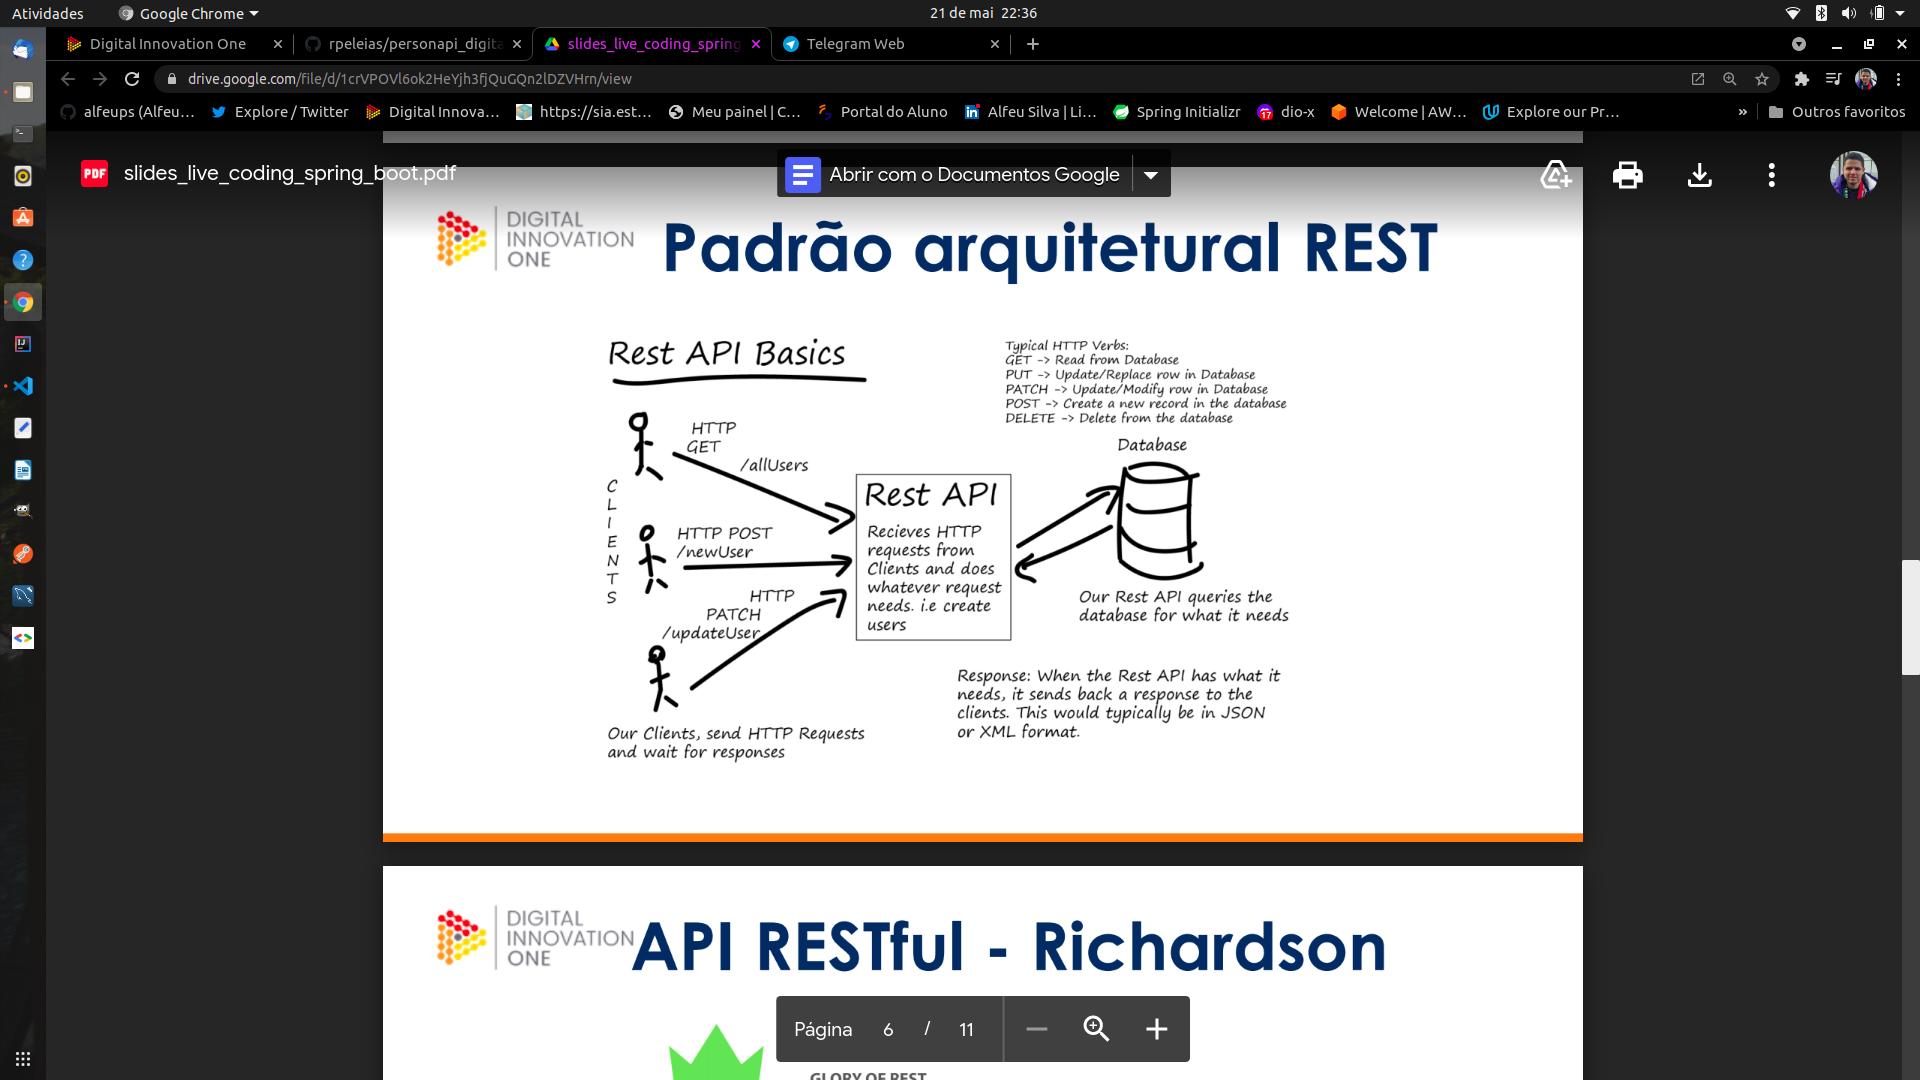 Atividades
Google Chrome
21 de mai  22:36
Digital Innovation One
rpeleias/personapi_digita
slides_live_coding_spring
Telegram Web
drive.google.com/file/d/1crVPOVl6ok2HeYjh3fjQuGQn2lDZVHrn/view
alfeups (Alfeu…
Explore / Twitter
Digital Innova…
https://sia.est…
Meu painel | C…
Portal do Aluno
Alfeu Silva | Li…
Spring Initializr
17
dio-x
Welcome | AW…
Explore our Pr…
»
Outros favoritos
PDF
slides_live_coding_spring_boot.pdf
Abrir com o Documentos Google
DIGITAL
INNOVATION
ONE
Padrão arquitetural REST
Rest API Basics
Typical HTTP Verbs:
GET -> Read from Database
PUT -> Update/Replace row in Database
PATCH -> Update/Modify row in Database
POST -> Create a new record in the database
DELETE -> Delete from the database
Database
HTTP
GET
/allUsers
CLIENTS
HTTP POST
/newUser
HTTP
PATCH
/updateUser
Rest API
Recieves HTTP
requests from
Clients and does
whatever request
needs. i.e create
users
Our Rest API queries the
database for what it needs
Response: When the Rest API has what it
needs, it sends back a response to the
clients. This would typically be in JSON
or XML format.
Our Clients, send HTTP Requests
and wait for responses
DIGITAL
INNOVATION
ONE
API RESTful - Richardson
Página 6 / 11
GLORY OF REST